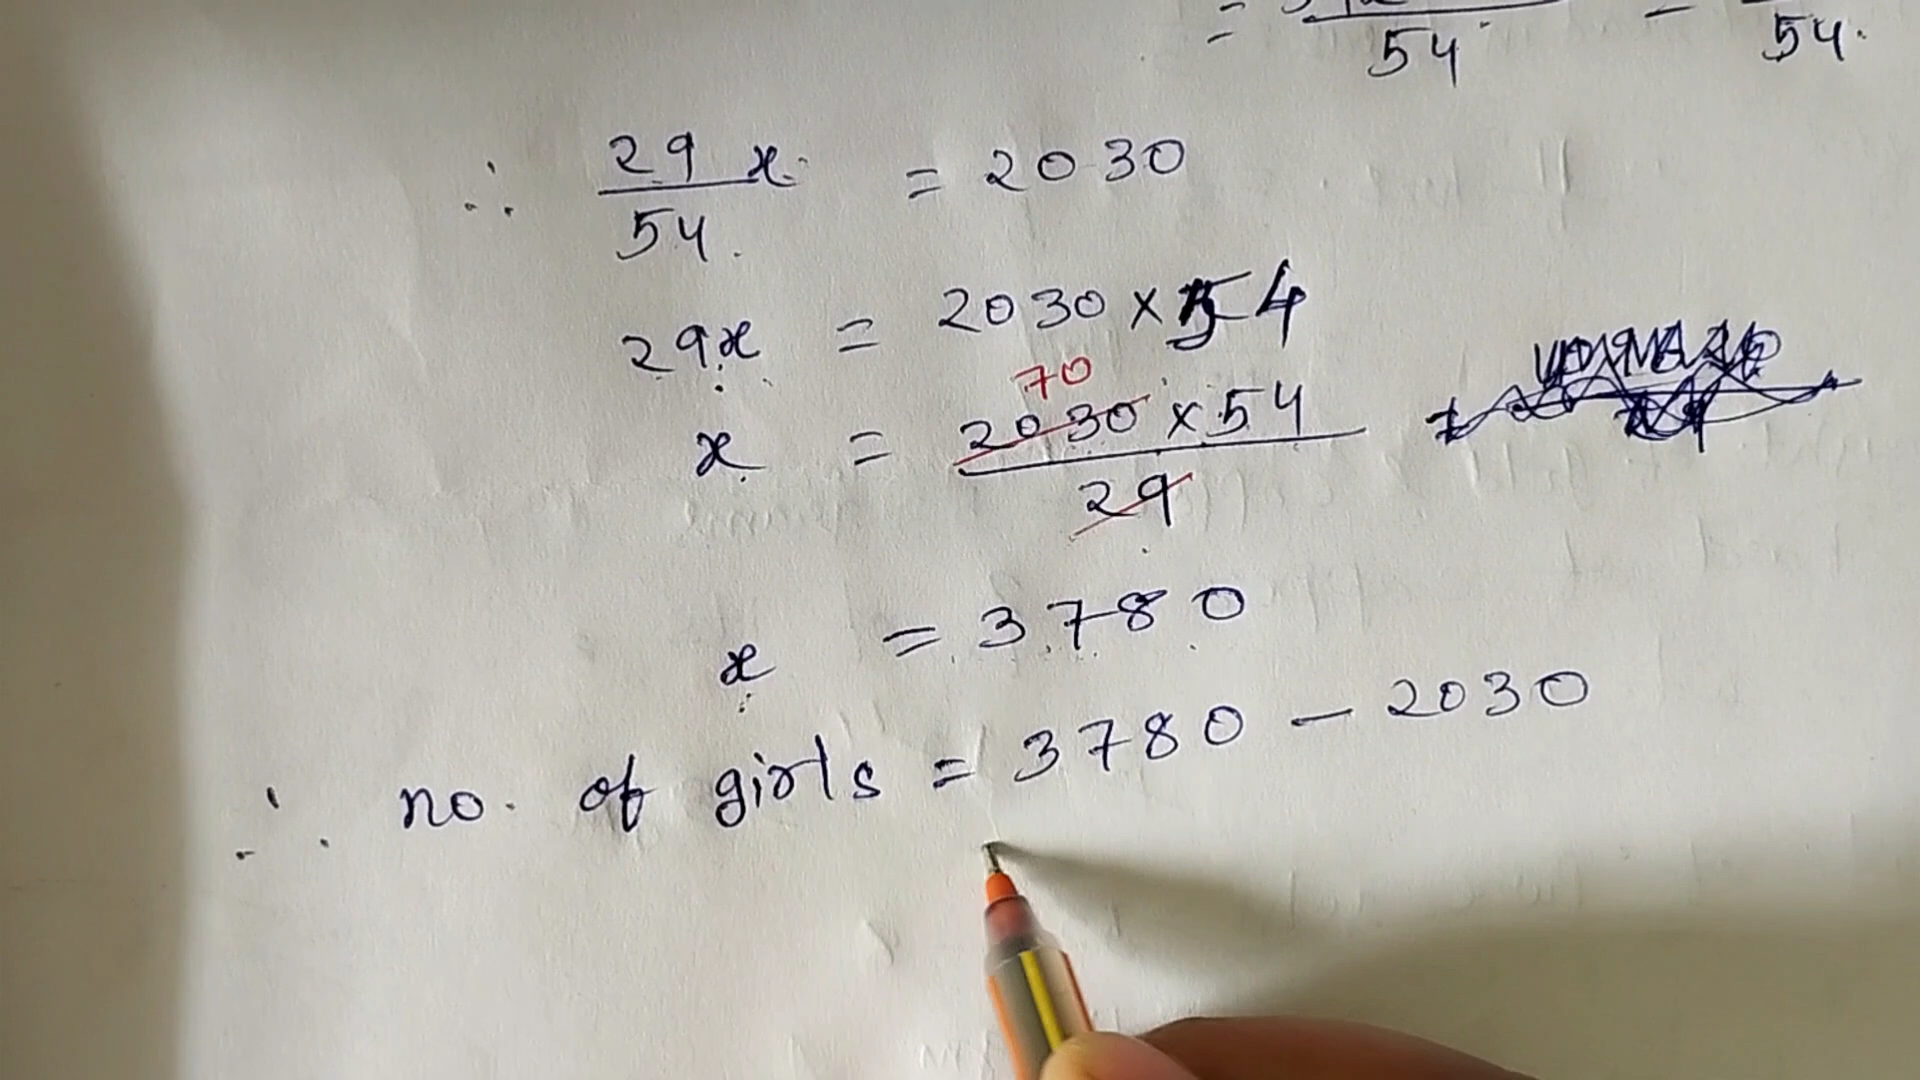 = 54 - 54.
∴ 29x/54. = 2030
29x = 2030 × 54
70
x = 2030 × 54 / 29
x = 3780
∴ no. of girls = 3780 - 2030